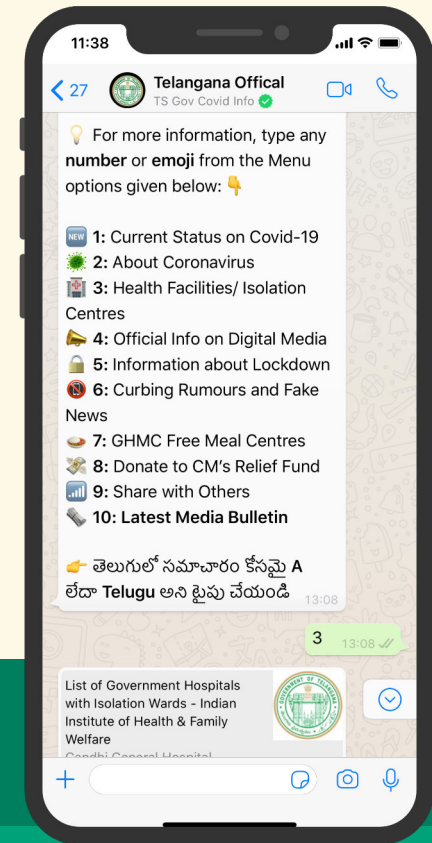 11:38
27
Telangana Offical
TS Gov Covid Info
For more information, type any
number or emoji from the Menu
options given below:
NEW 1: Current Status on Covid-19
2: About Coronavirus
3: Health Facilities/ Isolation
Centres
4: Official Info on Digital Media
5: Information about Lockdown
6: Curbing Rumours and Fake
News
7: GHMC Free Meal Centres
8: Donate to CM's Relief Fund
9: Share with Others
10: Latest Media Bulletin
తెలుగులో సమాచారం కోసమై A
లేదా Telugu అని టైపు చేయండి
13:08
3 13:08
List of Government Hospitals
with Isolation Wards - Indian
Institute of Health & Family
Welfare
Gandhi General Hospital